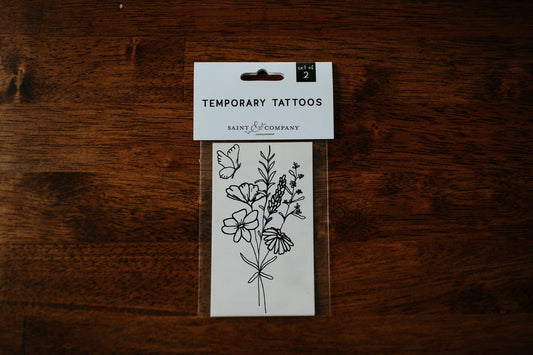 set of
2
TEMPORARY TATTOOS
SAINT & COMPANY